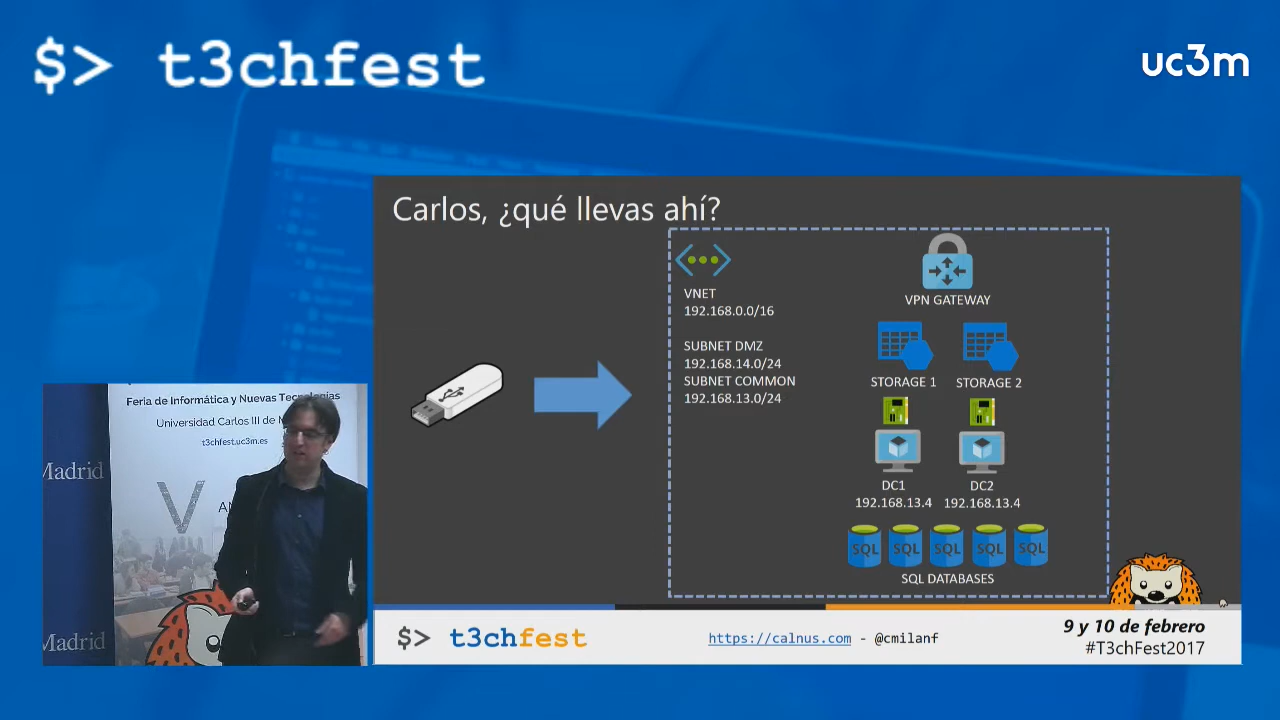 $> t3chfest
uc3m
Carlos, ¿qué llevas ahí?
VNET
192.168.0.0/16
SUBNET DMZ
192.168.14.0/24
SUBNET COMMON
192.168.13.0/24
VPN GATEWAY
STORAGE 1
STORAGE 2
DC1
192.168.13.4
DC2
192.168.13.4
SQL
SQL
SQL
SQL
SQL
SQL DATABASES
Feria de Informática y Nuevas Tecnologías
Universidad Carlos III de
t3chfest.uc3m.es
Madrid
V
Madrid
$> t3chfest
https://calnus.com - @cmilanf
9 y 10 de febrero
#T3chFest2017